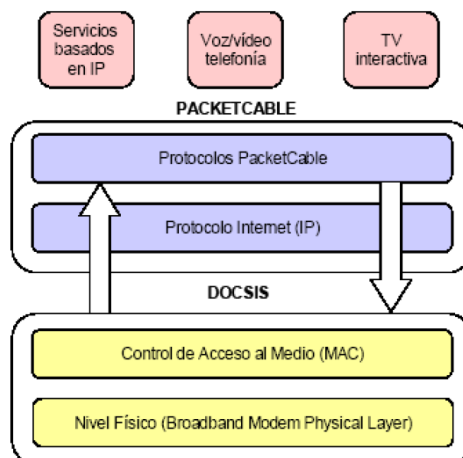 Servicios
basados
en IP
Voz/vídeo
telefonía
TV
interactiva
PACKETCABLE
Protocolos PacketCable
Protocolo Internet (IP)
DOCSIS
Control de Acceso al Medio (MAC)
Nivel Físico (Broadband Modem Physical Layer)